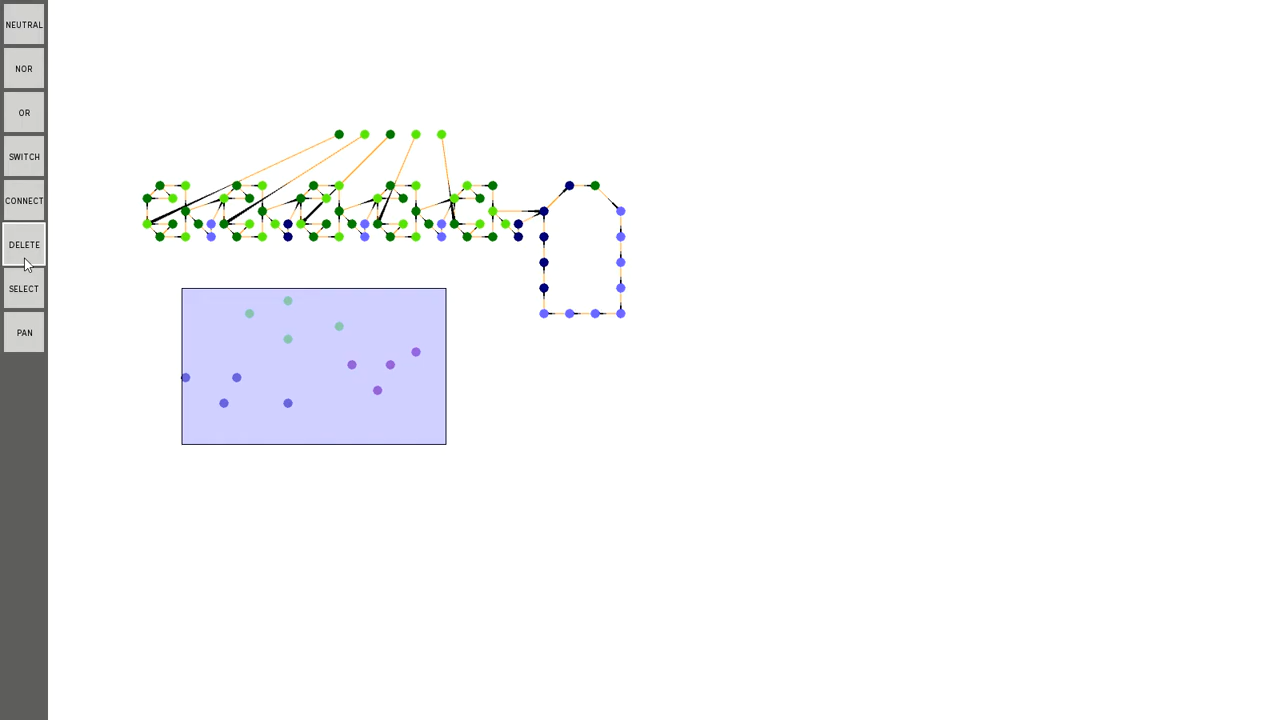 NEUTRAL
NOR
OR
SWITCH
CONNECT
DELETE
SELECT
PAN